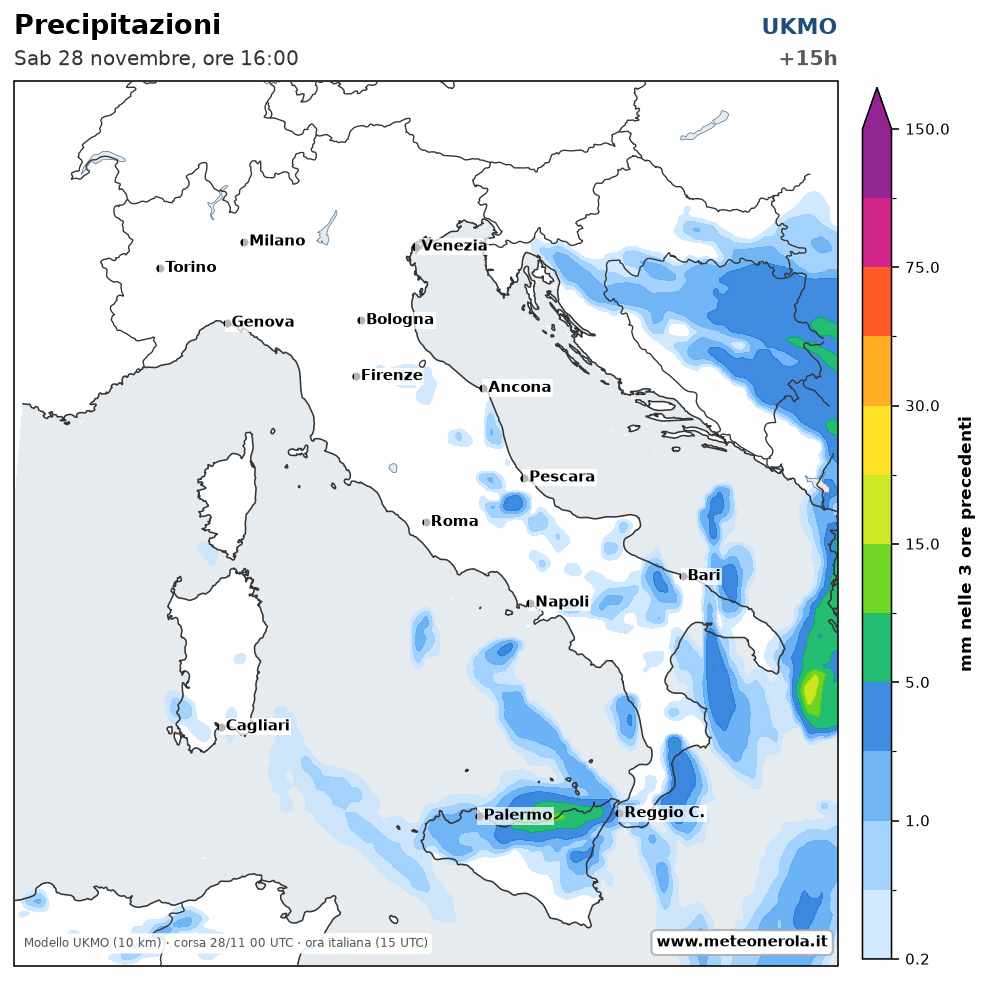 Precipitazioni
UKMO
Sab 28 novembre, ore 16:00
+15h
150.0
75.0
30.0
15.0
5.0
1.0
0.2
mm nelle 3 ore precedenti
Milano
Venezia
Torino
Genova
Bologna
Firenze
Ancona
Pescara
Roma
Bari
Napoli
Cagliari
Palermo
Reggio C.
Modello UKMO (10 km) · corsa 28/11 00 UTC · ora italiana (15 UTC)
www.meteonerola.it